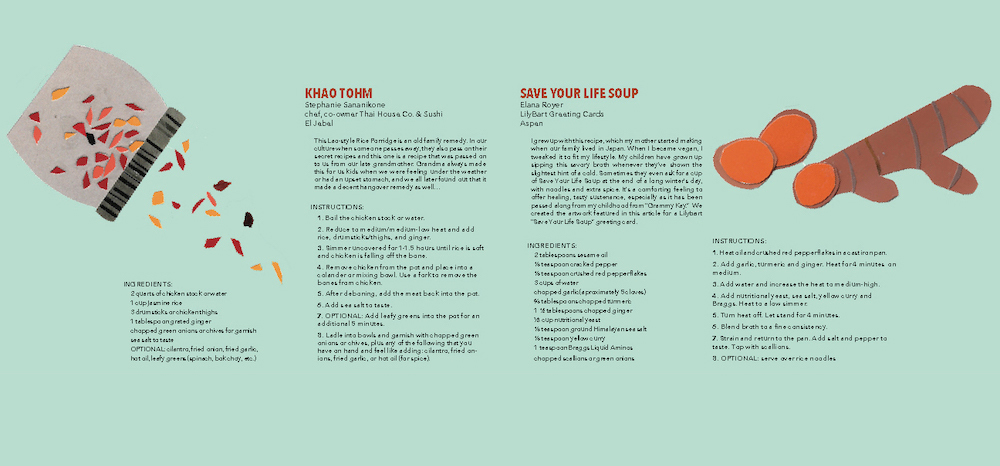 KHAO TOHM
Stephanie Sananikone
chef, co-owner Thai House Co. & Sushi
El Jebel
This Lao-style Rice Porridge is an old family remedy. In our
culture when someone passes away, they also pass on their
secret recipes and this one is a recipe that was passed on
to us from our late grandmother. Grandma always made
this for us kids when we were feeling under the weather
or had an upset stomach, and we all later found out that it
made a decent hangover remedy as well...
INGREDIENTS:
2 quarts of chicken stock or water
1 cup jasmine rice
3 drumsticks or chicken thighs
1 tablespoon grated ginger
chopped green onions or chives for garnish
sea salt to taste
OPTIONAL: cilantro, fried onion, fried garlic,
hot oil, leafy greens (spinach, bok choy, etc.)
INSTRUCTIONS:
1. Boil the chicken stock or water.
2. Reduce to medium/medium-low heat and add
rice, drumsticks/thighs, and ginger.
3. Simmer uncovered for 1-1.5 hours until rice is soft
and chicken is falling off the bone.
4. Remove chicken from the pot and place into a
colander or mixing bowl. Use a fork to remove the
bones from chicken.
5. After deboning, add the meat back into the pot.
6. Add sea salt to taste.
7. OPTIONAL: Add leafy greens into the pot for an
additional 5 minutes.
8. Ladle into bowls and garnish with chopped green
onions or chives, plus any of the following that you
have on hand and feel like adding: cilantro, fried on-
ions, fried garlic, or hot oil (for spice).
SAVE YOUR LIFE SOUP
Elana Royer
LilyBart Greeting Cards
Aspen
I grew up with this recipe, which my mother started making
when our family lived in Japan. When I became vegan, I
tweaked it to fit my lifestyle. My children have grown up
sipping this savory broth whenever they've shown the
slightest hint of a cold. Sometimes they even ask for a cup
of Save Your Life Soup at the end of a long winter's day,
with noodles and extra spice. It's a comforting feeling to
offer healing, tasty sustenance, especially as it has been
passed along from my childhood from "Grammy Kay". We
created the artwork featured in this article for a Lilybart
"Save Your Life Soup" greeting card.
INGREDIENTS:
2 tablespoons sesame oil
teaspoon cracked pepper
teaspoon crushed red pepper flakes
3 cups of water
chopped garlic (aproximately 5 cloves)
tablespoon chopped turmeric
1 tablespoons chopped ginger
cup nutritional yeast
teaspoon ground Himalayan sea salt
teaspoon yellow curry
1 teaspoon Braggs Liquid Aminos
chopped scallions or green onions
INSTRUCTIONS:
1. Heat oil and crushed red pepper flakes in a cast iron pan.
2. Add garlic, turmeric and ginger. Heat for 4 minutes on
medium.
3. Add water and increase the heat to medium-high.
4. Add nutritional yeast, sea salt, yellow curry and
Braggs. Heat to a low simmer.
5. Turn heat off. Let stand for 4 minutes.
6. Blend broth to a fine consistency.
7. Strain and return to the pan. Add salt and pepper to
taste. Top with scallions.
8. OPTIONAL: serve over rice noodles